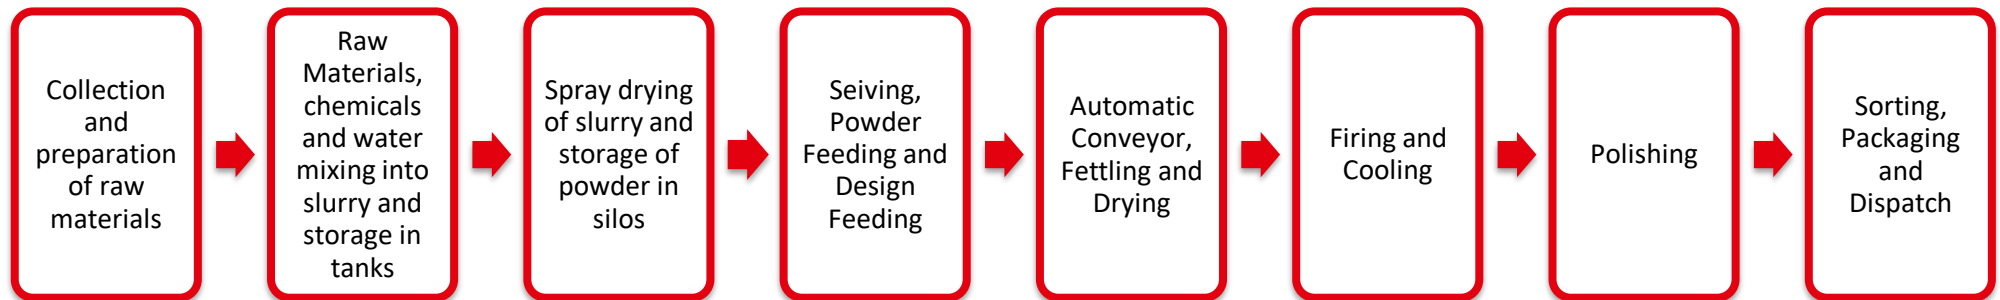 Collection
and
preparation
of raw
materials
Raw
Materials,
chemicals
and water
mixing into
slurry and
storage in
tanks
Spray drying
of slurry and
storage of
powder in
silos
Seiving,
Powder
Feeding and
Design
Feeding
Automatic
Conveyor,
Fettling and
Drying
Firing and
Cooling
Polishing
Sorting,
Packaging
and
Dispatch